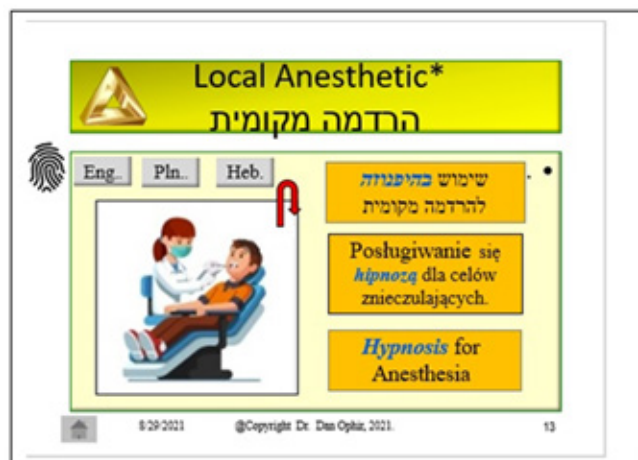 Local Anesthetic*
הרדמה מקומית
Eng..
Pln..
Heb.
שימוש בהיפנוזה
להרדמה מקומית
Posługiwanie się
hipnozą dla celów
znieczulających.
Hypnosis for
Anesthesia
8/29/2021
@Copyright Dr. Dan Ophir, 2021.
13